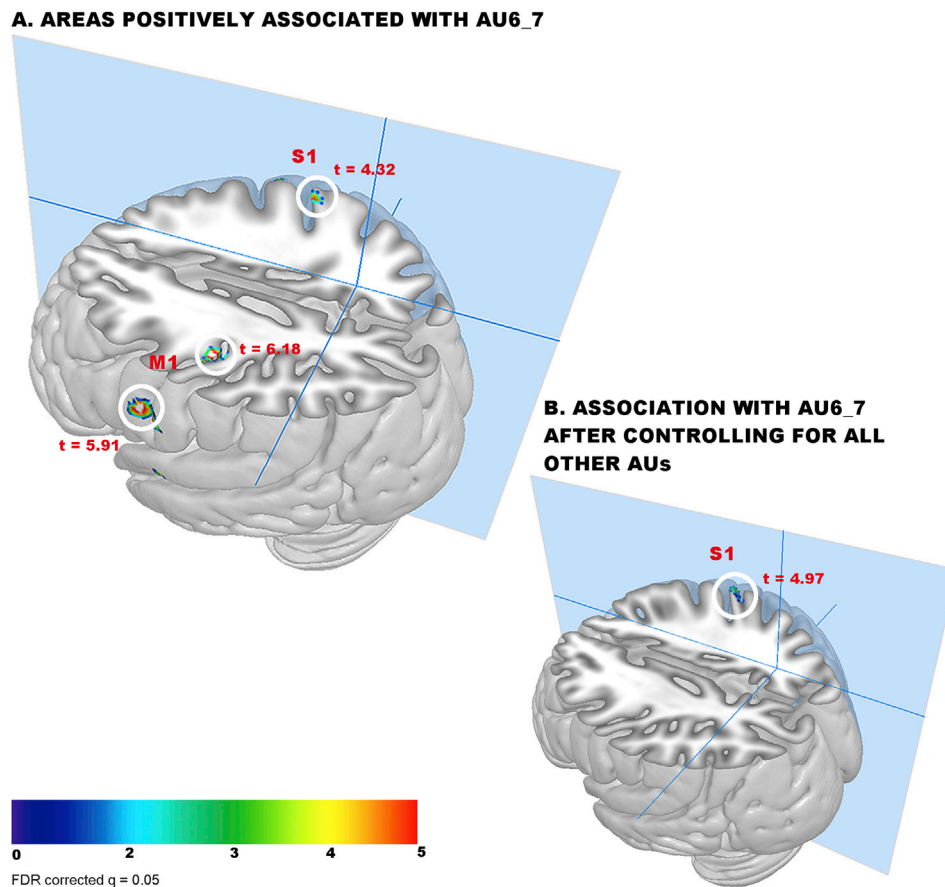 A. AREAS POSITIVELY ASSOCIATED WITH AU6_7
S1
t = 4.32
M1
t = 6.18
t = 5.91
B. ASSOCIATION WITH AU6_7
AFTER CONTROLLING FOR ALL
OTHER AUs
S1
t = 4.97
0 2 3 4 5
FDR corrected q = 0.05